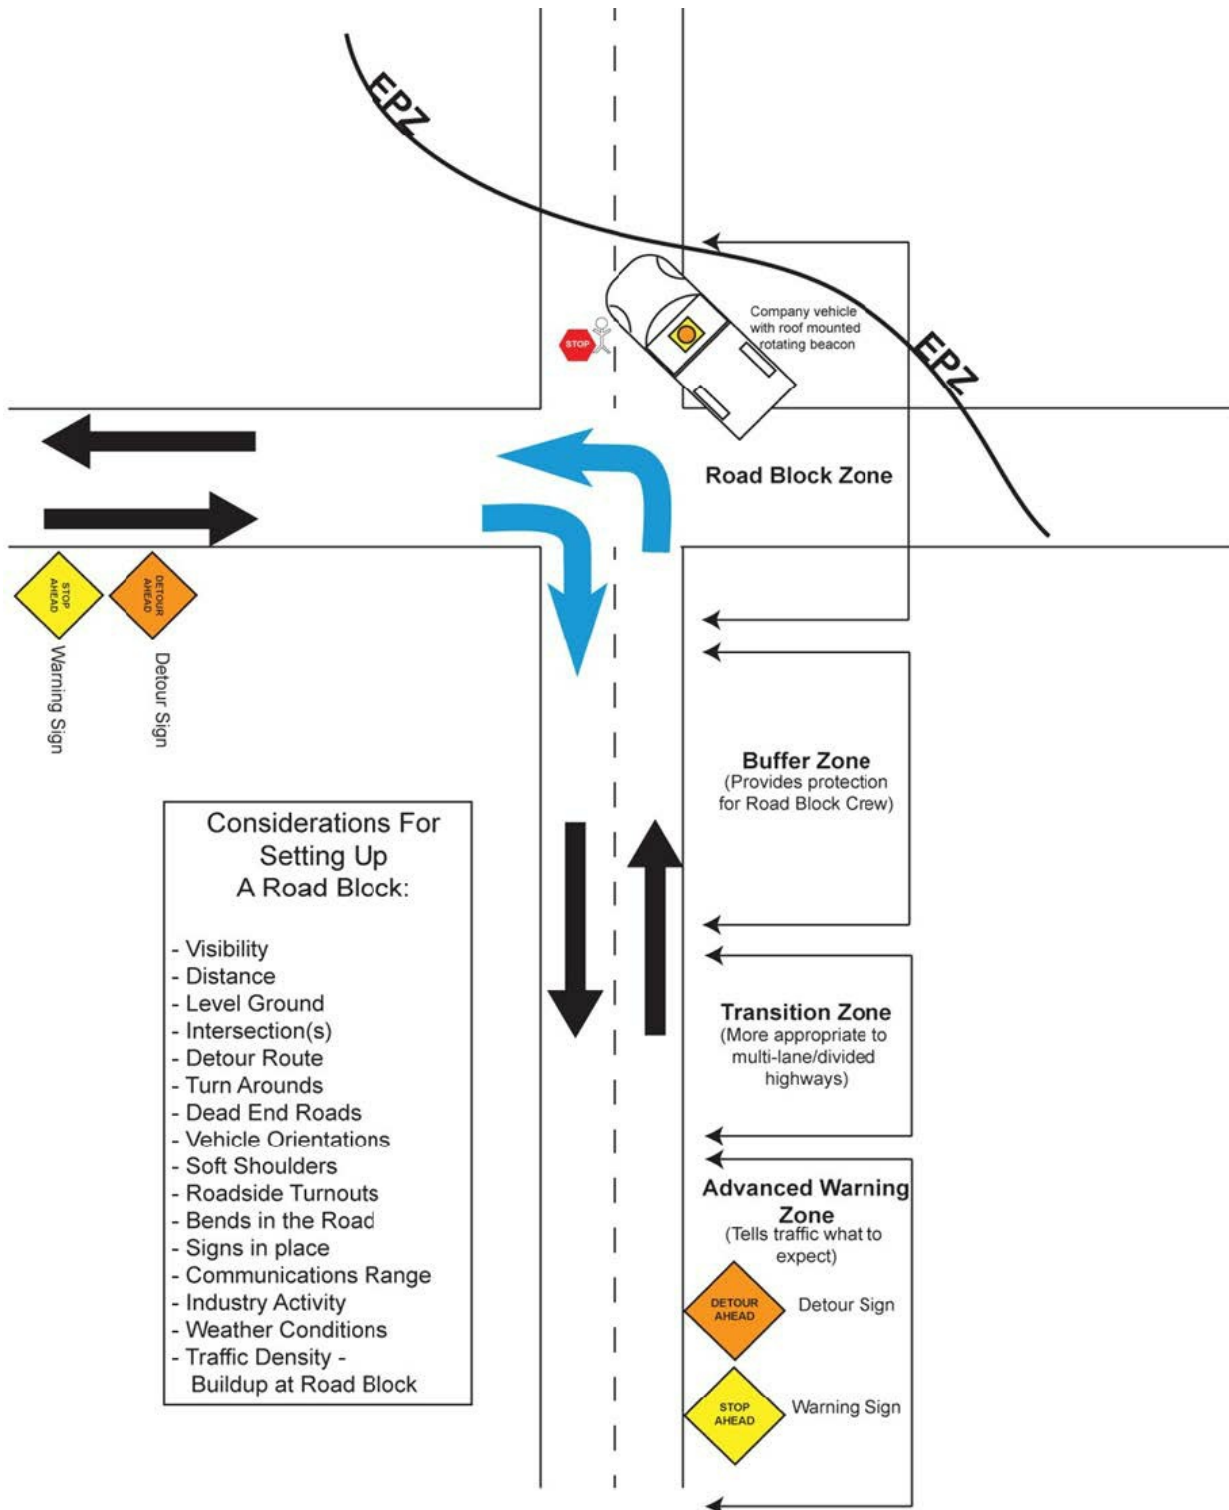 EPZ
Company vehicle
with roof mounted
rotating beacon
STOP
EPZ
Road Block Zone
STOP
AHEAD
DETOUR
AHEAD
Warning Sign
Detour Sign
Buffer Zone
(Provides protection
for Road Block Crew)
Considerations For
Setting Up
A Road Block:
- Visibility
- Distance
- Level Ground
- Intersection(s)
- Detour Route
- Turn Arounds
- Dead End Roads
- Vehicle Orientations
- Soft Shoulders
- Roadside Turnouts
- Bends in the Road
- Signs in place
- Communications Range
- Industry Activity
- Weather Conditions
- Traffic Density -
Buildup at Road Block
Transition Zone
(More appropriate to
multi-lane/divided
highways)
Advanced Warning
Zone
(Tells traffic what to
expect)
DETOUR
AHEAD
Detour Sign
STOP
AHEAD
Warning Sign